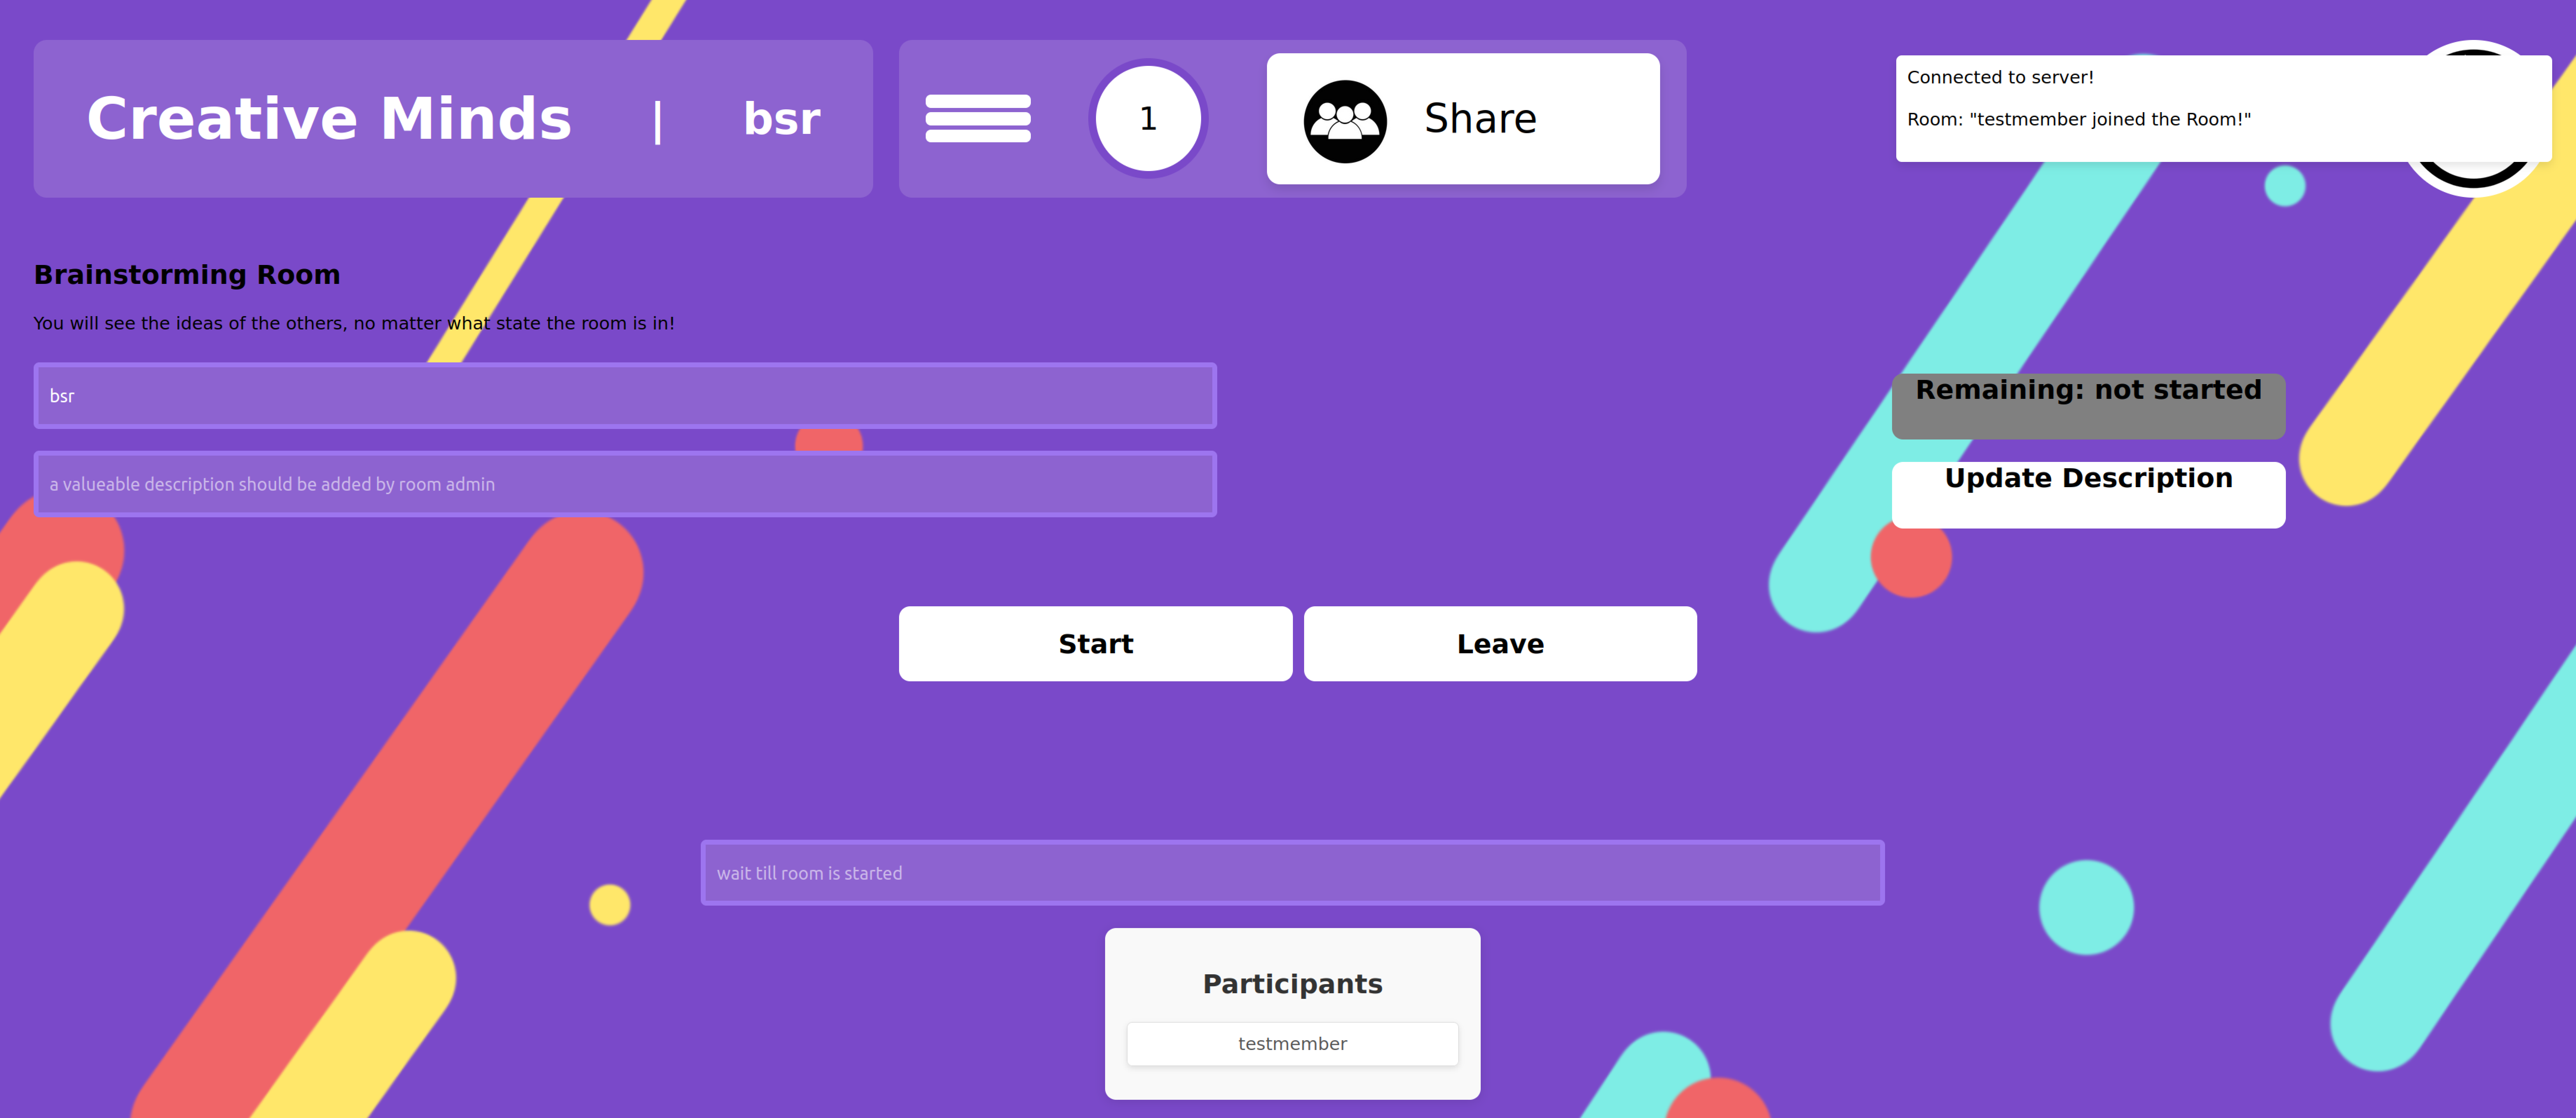 Creative Minds | bsr
1
Share
Connected to server!
Room: "testmember joined the Room!"
Brainstorming Room
You will see the ideas of the others, no matter what state the room is in!
bsr
Remaining: not started
a valueable description should be added by room admin
Update Description
Start
Leave
wait till room is started
Participants
testmember